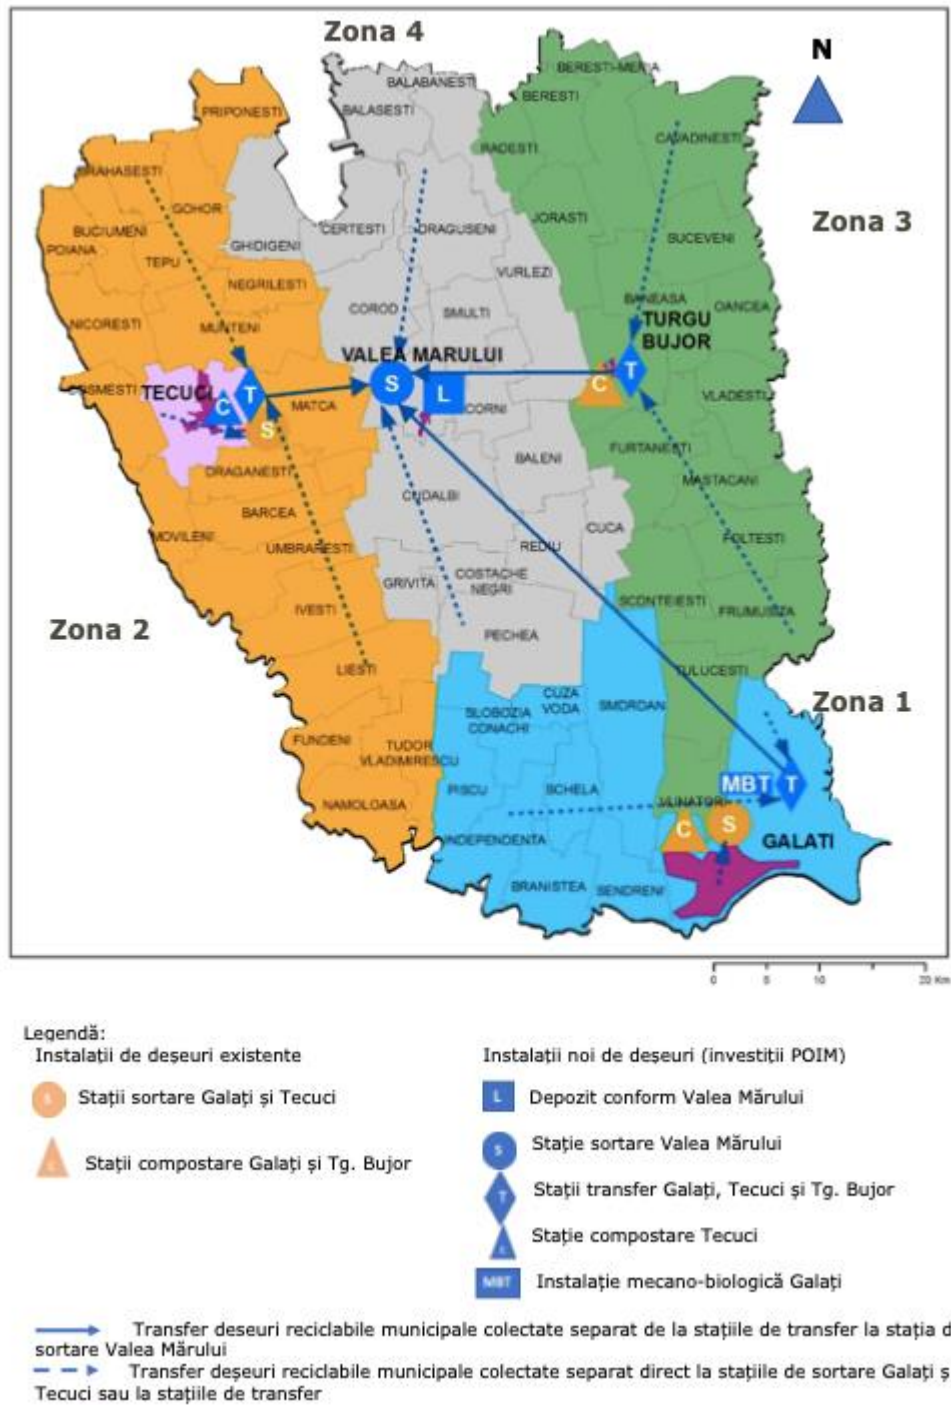 Zona 4
N
BERESTI-MERIA
BALABANESTI
BERESTI
BALASESTI
PRIPONESTI
CAVADINESTI
RADESTI
BRAHASESTI
GOHOR
JORASTI
Zona 3
BUCIUMENI
CERTESTI
DRAGUSENI
SUCEVENI
POIANA
GHIDIGENI
TEPU
VURLEZI
NEGRILESTI
BANEASA
OANCEA
COROD
SMULTI
NICORESTI
MUNTENI
TURGU
BUJOR
VALEA MARULUI
COSMESTI
TECUCI
C
T
S
L
C
T
S
MATCA
CORNI
VLADESTI
FURTANESTI
BALENI
DRAGANESTI
MASTACANI
CUDALBI
BARCEA
CUCA
MOVILENI
UMBRARESTI
REDIU
FOLTESTI
COSTACHE
NEGRI
GRIVITA
SCONTEIESTI
IVESTI
FRUMUSITA
Zona 2
PECHEA
LIESTI
TULUCESTI
CUZA
VODA
SMORDAN
Zona 1
SLOBOZIA
CONACHI
FUNDENI
TUDOR
VLADIMIRESCU
MBT
T
PISCU
SCHELA
NAMOLOASA
VLINATORI
C
S
GALATI
INDEPENDENTA
BRANISTEA
SENDRENI
0 5 10 20 Km
Legendă:
Instalații de deșeuri existente
S Stații sortare Galați și Tecuci
C Stații compostare Galați și Tg. Bujor
Instalații noi de deșeuri (investiții POIM)
L Depozit conform Valea Mărului
S Stație sortare Valea Mărului
T Stații transfer Galați, Tecuci și Tg. Bujor
Stație compostare Tecuci
MBT Instalație mecano-biologică Galați
Transfer deseuri reciclabile municipale colectate separat de la stațiile de transfer la stația d
sortare Valea Mărului
Transfer deșeuri reciclabile municipale colectate separat direct la stațiile de sortare Galați ș
Tecuci sau la stațiile de transfer